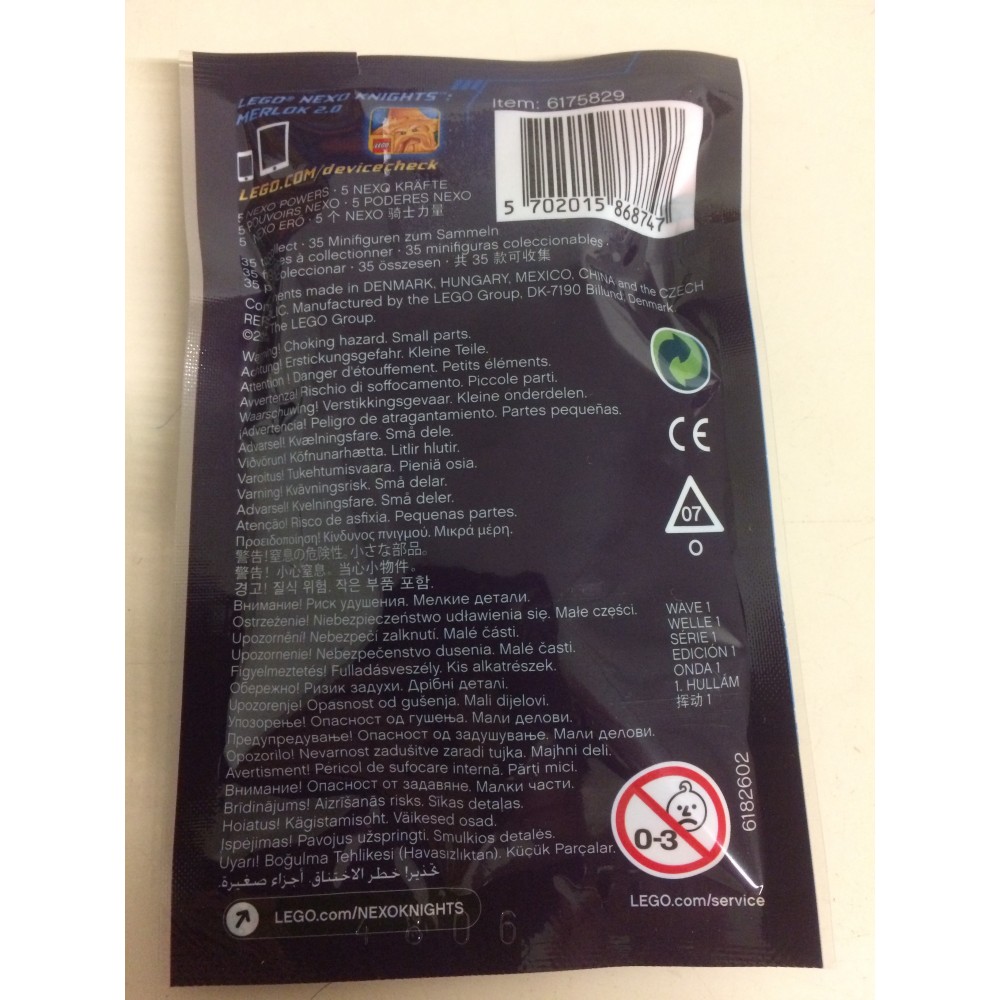 LEGO® NEXO KNIGHTS™:
MERLOK 2.0
LEGO.COM/devicecheck
Item: 6175829
5 702015 868747
5 NEXO POWERS · 5 NEXO KRÄFTE
5 POUVOIRS NEXO · 5 PODERES NEXO
5 NEXO ERŐ · 5 个 NEXO 骑士力量
35 collect · 35 Minifiguren zum Sammeln
35 à collectionner · 35 minifiguras coleccionables ·
35 coleccionar · 35 összesen · 共 35 款可收集
Components made in DENMARK, HUNGARY, MEXICO, CHINA and the CZECH
REPUBLIC. Manufactured by the LEGO Group, DK-7190 Billund, Denmark.
The LEGO Group.
Warning! Choking hazard. Small parts.
Achtung! Erstickungsgefahr. Kleine Teile.
Attention ! Danger d'étouffement. Petits éléments.
Avvertenza! Rischio di soffocamento. Piccole parti.
Waarschuwing! Verstikkingsgevaar. Kleine onderdelen.
¡Advertencia! Peligro de atragantamiento. Partes pequeñas.
Advarsel! Kvælningsfare. Små dele.
Viðvörun! Köfnunarhætta. Litlir hlutir.
Varoitus! Tukehtumisvaara. Pieniä osia.
Varning! Kvävningsrisk. Små delar.
Advarsel! Kvelningsfare. Små deler.
Atenção! Risco de asfixia. Pequenas partes.
Προειδοποίηση! Κίνδυνος πνιγμού. Μικρά μέρη.
警告!窒息の危険性。小さな部品。
警告! 小心窒息。当心小物件。
경고! 질식 위험. 작은 부품 포함.
Внимание! Риск удушения. Мелкие детали.
Ostrzeżenie! Niebezpieczeństwo udławienia się. Małe części.
Upozornění! Nebezpečí zalknutí. Malé části.
Upozornenie! Nebezpečenstvo dusenia. Malé časti.
Figyelmeztetés! Fulladásveszély. Kis alkatrészek.
Обережно! Ризик задухи. Дрібні деталі.
Upozorenje! Opasnost od gušenja. Mali dijelovi.
Упозорење! Опасност од гушења. Мали делови.
Предупредување! Опасност од задушување. Мали делови.
Opozorilo! Nevarnost zadušitve zaradi tujka. Majhni deli.
Avertisment! Pericol de sufocare internă. Părți mici.
Внимание! Опасност от задавяне. Малки части.
Brīdinājums! Aizrīšanās risks. Sīkas detaļas.
Hoiatus! Kägistamisoht. Väikesed osad.
Įspėjimas! Pavojus užspringti. Smulkios detalės.
Uyarı! Boğulma Tehlikesi (Havasızlıktan). Küçük Parçalar.
تحذير! خطر الاختناق. أجزاء صغيرة.
LEGO.com/NEXOKNIGHTS
4 8 0 6
CE
07
WAVE 1
WELLE 1
SÉRIE 1
EDICIÓN 1
ONDA 1
1. HULLÁM
挥动 1
6182602
0-3
LEGO.com/service